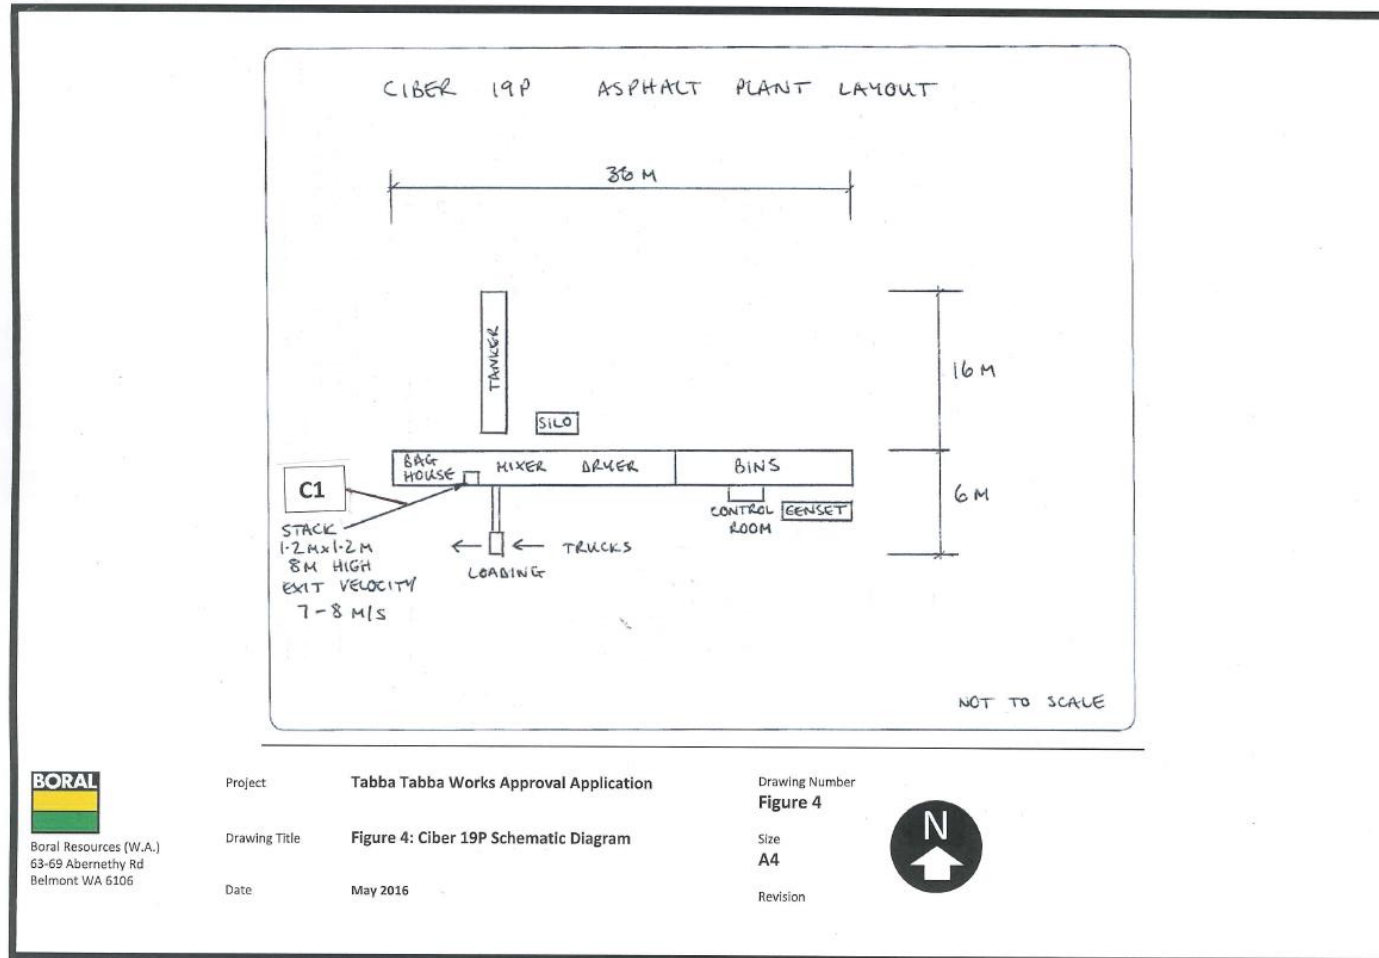 CIBER 19P ASPHALT PLANT LAYOUT
36 M
TANKER
SILO
16 M
BAG
HOUSE
MIXER DRYER
BINS
6 M
C1
STACK
1.2M x 1.2M
8M HIGH
EXIT VELOCITY
7-8 M/S
CONTROL
ROOM
GENSET
TRUCKS
LOADING
NOT TO SCALE
BORAL
Boral Resources (W.A.)
63-69 Abernethy Rd
Belmont WA 6106
Project Tabba Tabba Works Approval Application
Drawing Title Figure 4: Ciber 19P Schematic Diagram
Date May 2016
Drawing Number
Figure 4
Size
A4
Revision
N